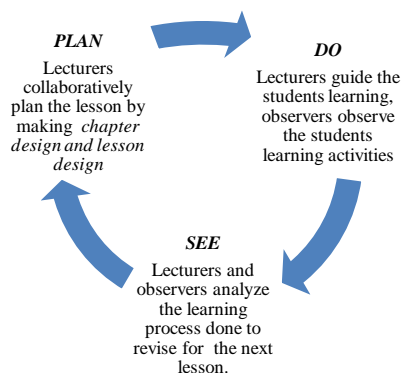 PLAN
Lecturers
collaboratively
plan the lesson by
making chapter
design and lesson
design
DO
Lecturers guide the
students learning,
observers observe
the students
learning activities
SEE
Lecturers and
observers analyze
the learning
process done to
revise for the next
lesson.